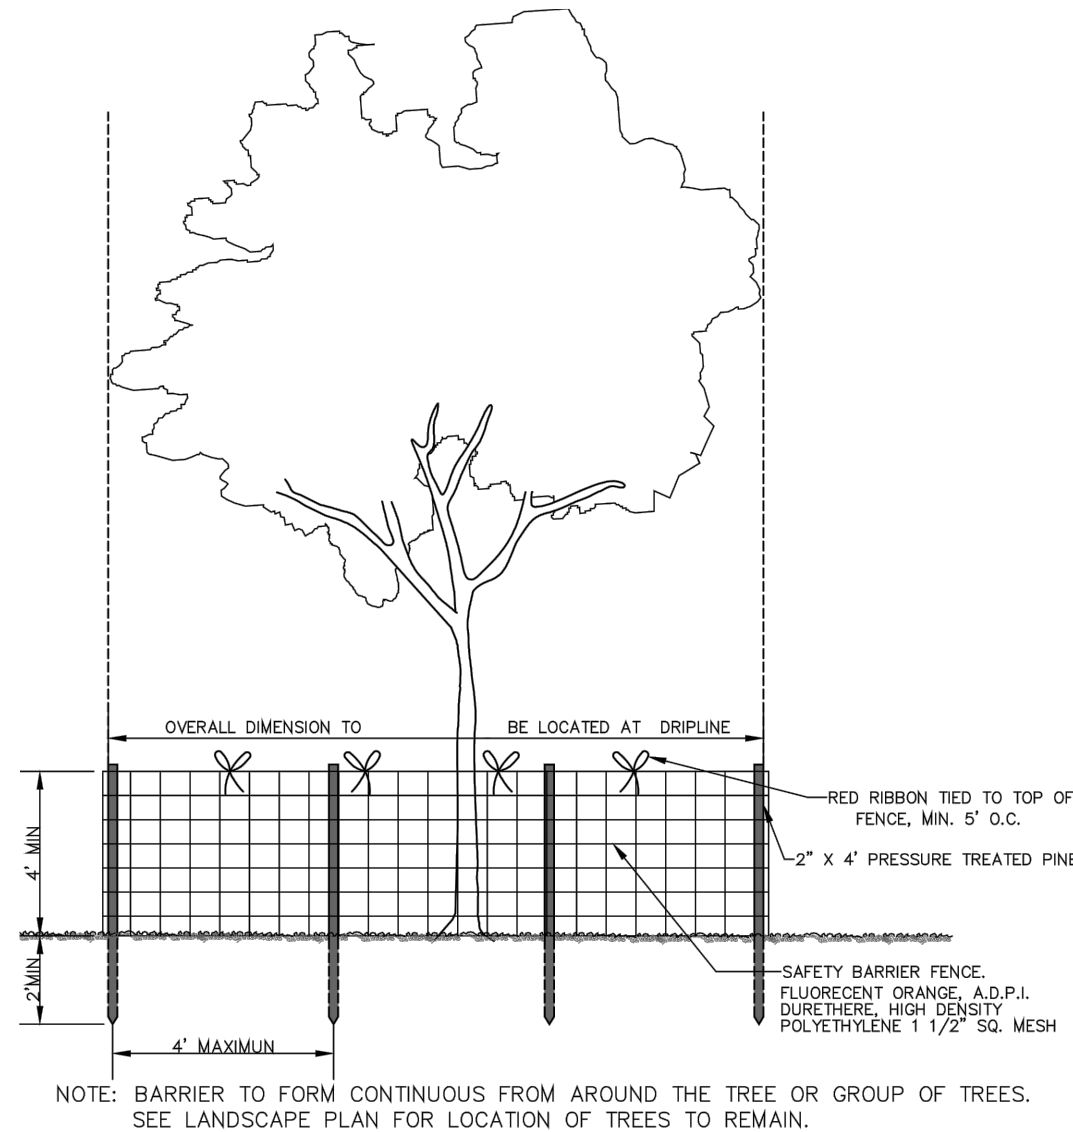 OVERALL DIMENSION TO BE LOCATED AT DRIPLINE
RED RIBBON TIED TO TOP OF
FENCE, MIN. 5' O.C.
4' MIN
2" X 4' PRESSURE TREATED PINE
2'MIN
SAFETY BARRIER FENCE.
FLUORECENT ORANGE, A.D.P.I.
DURETHERE, HIGH DENSITY
POLYETHYLENE 1 1/2" SQ. MESH
4' MAXIMUN
NOTE: BARRIER TO FORM CONTINUOUS FROM AROUND THE TREE OR GROUP OF TREES.
SEE LANDSCAPE PLAN FOR LOCATION OF TREES TO REMAIN.